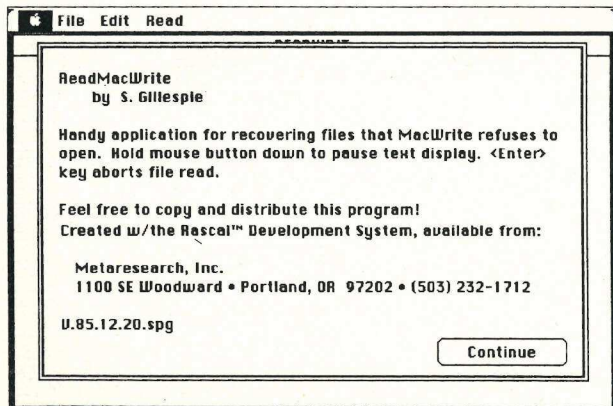 File Edit Read
ReadMacWrite
by S. Gillespie
Handy application for recovering files that MacWrite refuses to
open. Hold mouse button down to pause text display. <Enter>
key aborts file read.
Feel free to copy and distribute this program!
Created w/the Rascal™ Development System, available from:
Metaresearch, Inc.
1100 SE Woodward • Portland, OR 97202 • (503) 232-1712
V.85.12.20.spg
Continue